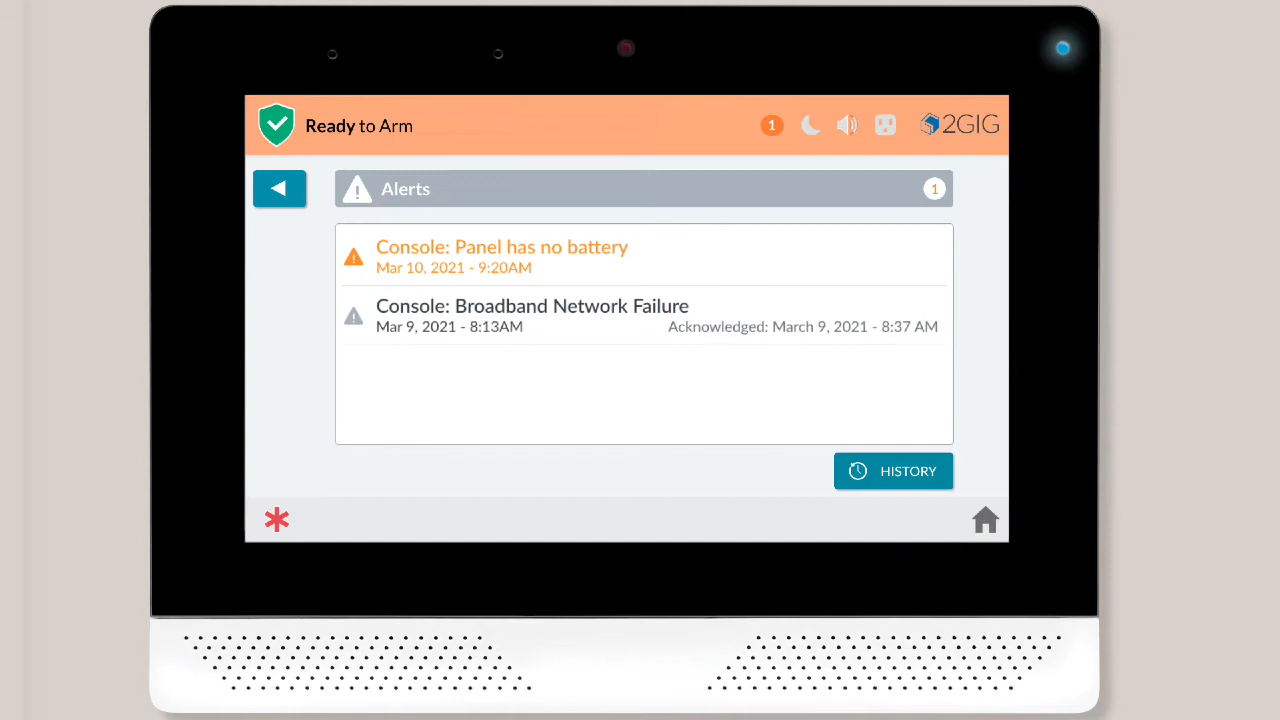 Ready to Arm
1
2GIG
Alerts
1
Console: Panel has no battery
Mar 10, 2021 - 9:20AM
Console: Broadband Network Failure
Mar 9, 2021 - 8:13AM
Acknowledged: March 9, 2021 - 8:37 AM
HISTORY